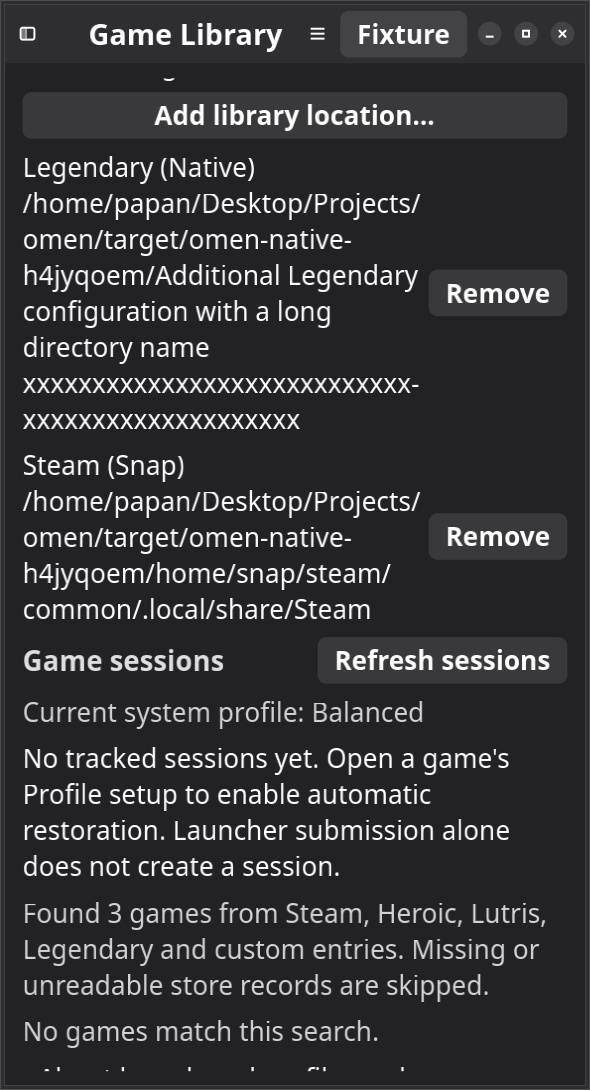 Game Library
Fixture
Add library location...
Legendary (Native)
/home/papan/Desktop/Projects/
omen/target/omen-native-
h4jyqoem/Additional Legendary
configuration with a long
directory name
xxxxxxxxxxxxxxxxxxxxxxxxxxxx-
xxxxxxxxxxxxxxxxxxxx
Remove
Steam (Snap)
/home/papan/Desktop/Projects/
omen/target/omen-native-
h4jyqoem/home/snap/steam/
common/.local/share/Steam
Remove
Game sessions
Refresh sessions
Current system profile: Balanced
No tracked sessions yet. Open a game's
Profile setup to enable automatic
restoration. Launcher submission alone
does not create a session.
Found 3 games from Steam, Heroic, Lutris,
Legendary and custom entries. Missing or
unreadable store records are skipped.
No games match this search.